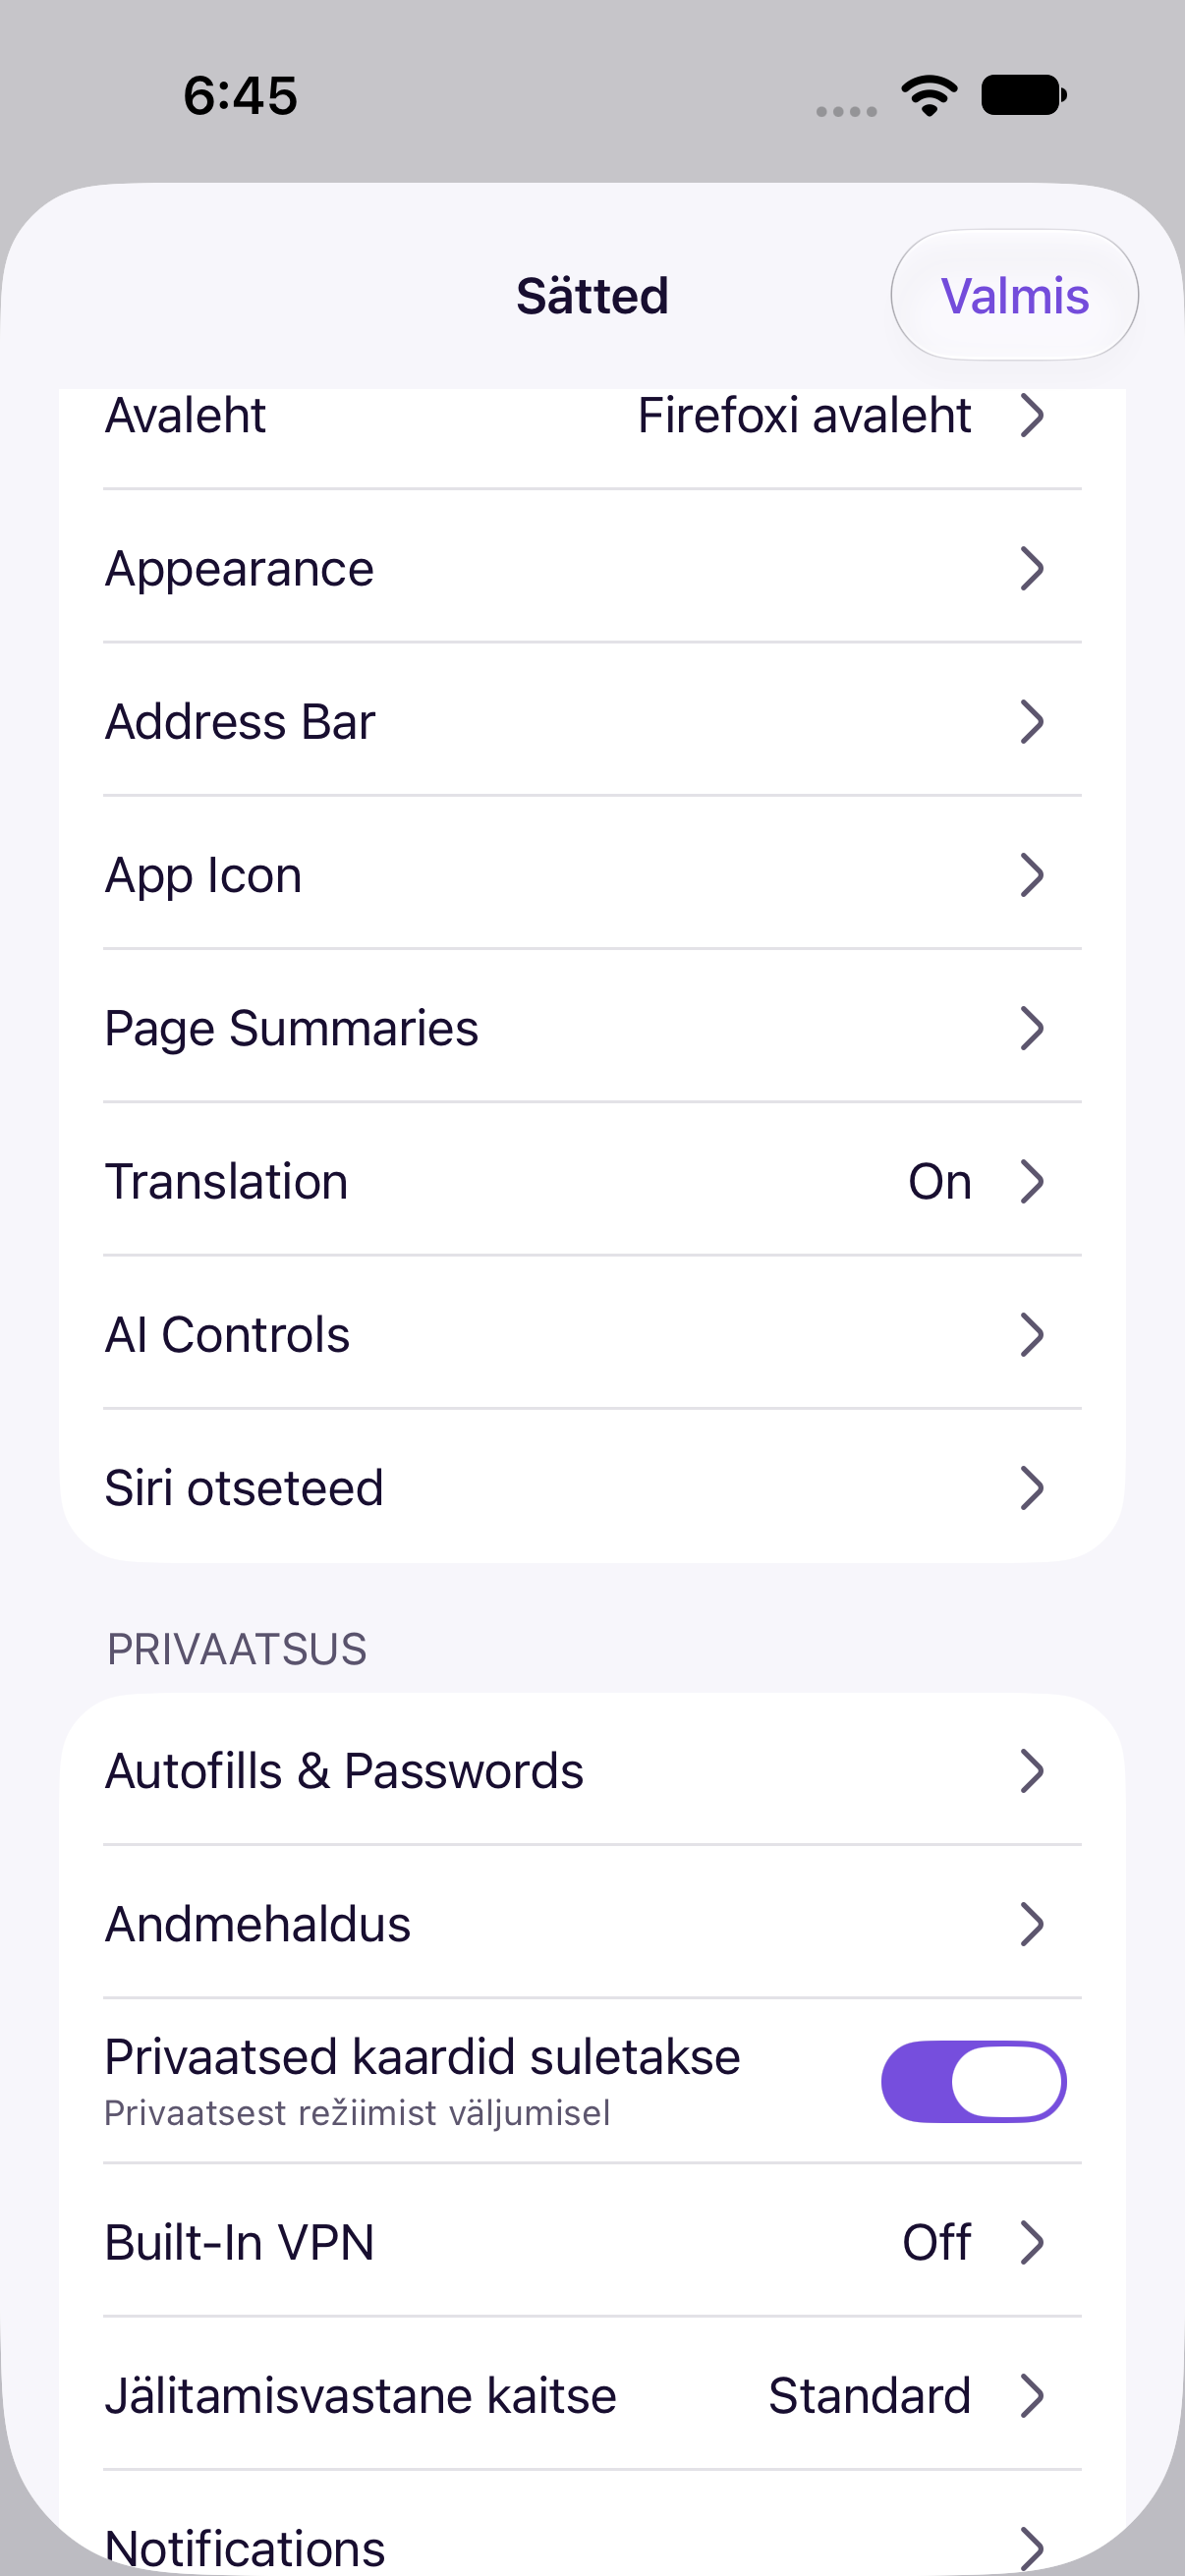 6:45
Sätted
Valmis
Avaleht
Firefoxi avaleht
Appearance
Address Bar
App Icon
Page Summaries
Translation
On
AI Controls
Siri otseteed
PRIVAATSUS
Autofills & Passwords
Andmehaldus
Privaatsed kaardid suletakse
Privaatsest režiimist väljumisel
Built-In VPN
Off
Jälitamisvastane kaitse
Standard
Notifications